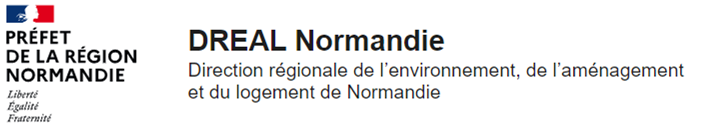 PRÉFET
DE LA RÉGION
NORMANDIE
Liberté
Égalité
Fraternité
DREAL Normandie
Direction régionale de l’environnement, de l’aménagement
et du logement de Normandie